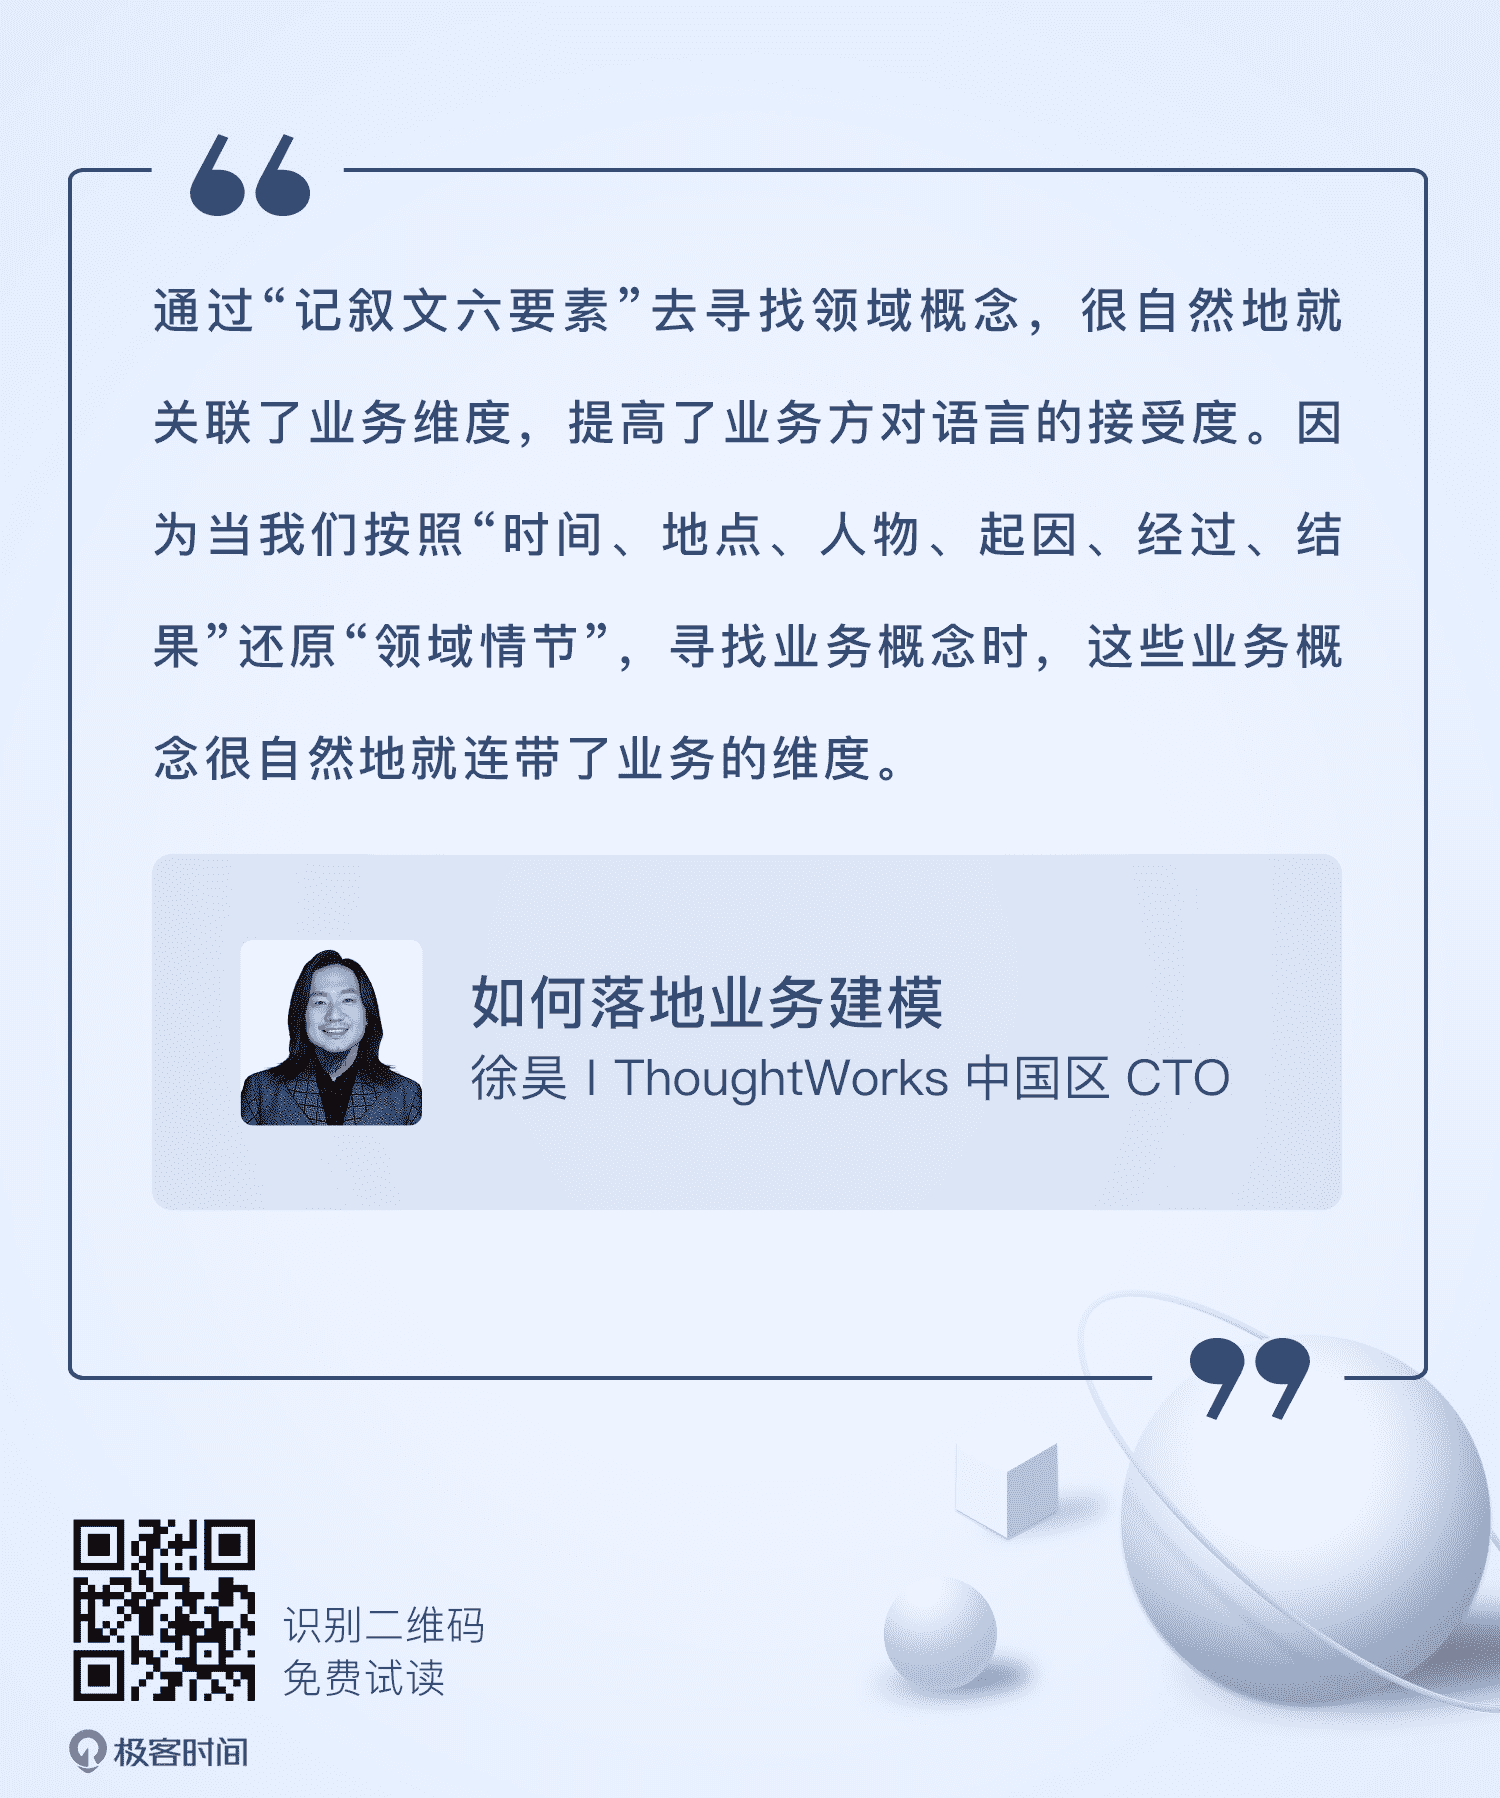 通过“记叙文六要素”去寻找领域概念，很自然地就
关联了业务维度，提高了业务方对语言的接受度。因
为当我们按照“时间、地点、人物、起因、经过、结
果”还原“领域情节”，寻找业务概念时，这些业务概
念很自然地就连带了业务的维度。
如何落地业务建模
徐昊 | ThoughtWorks 中国区 CTO
识别二维码
免费试读
极客时间